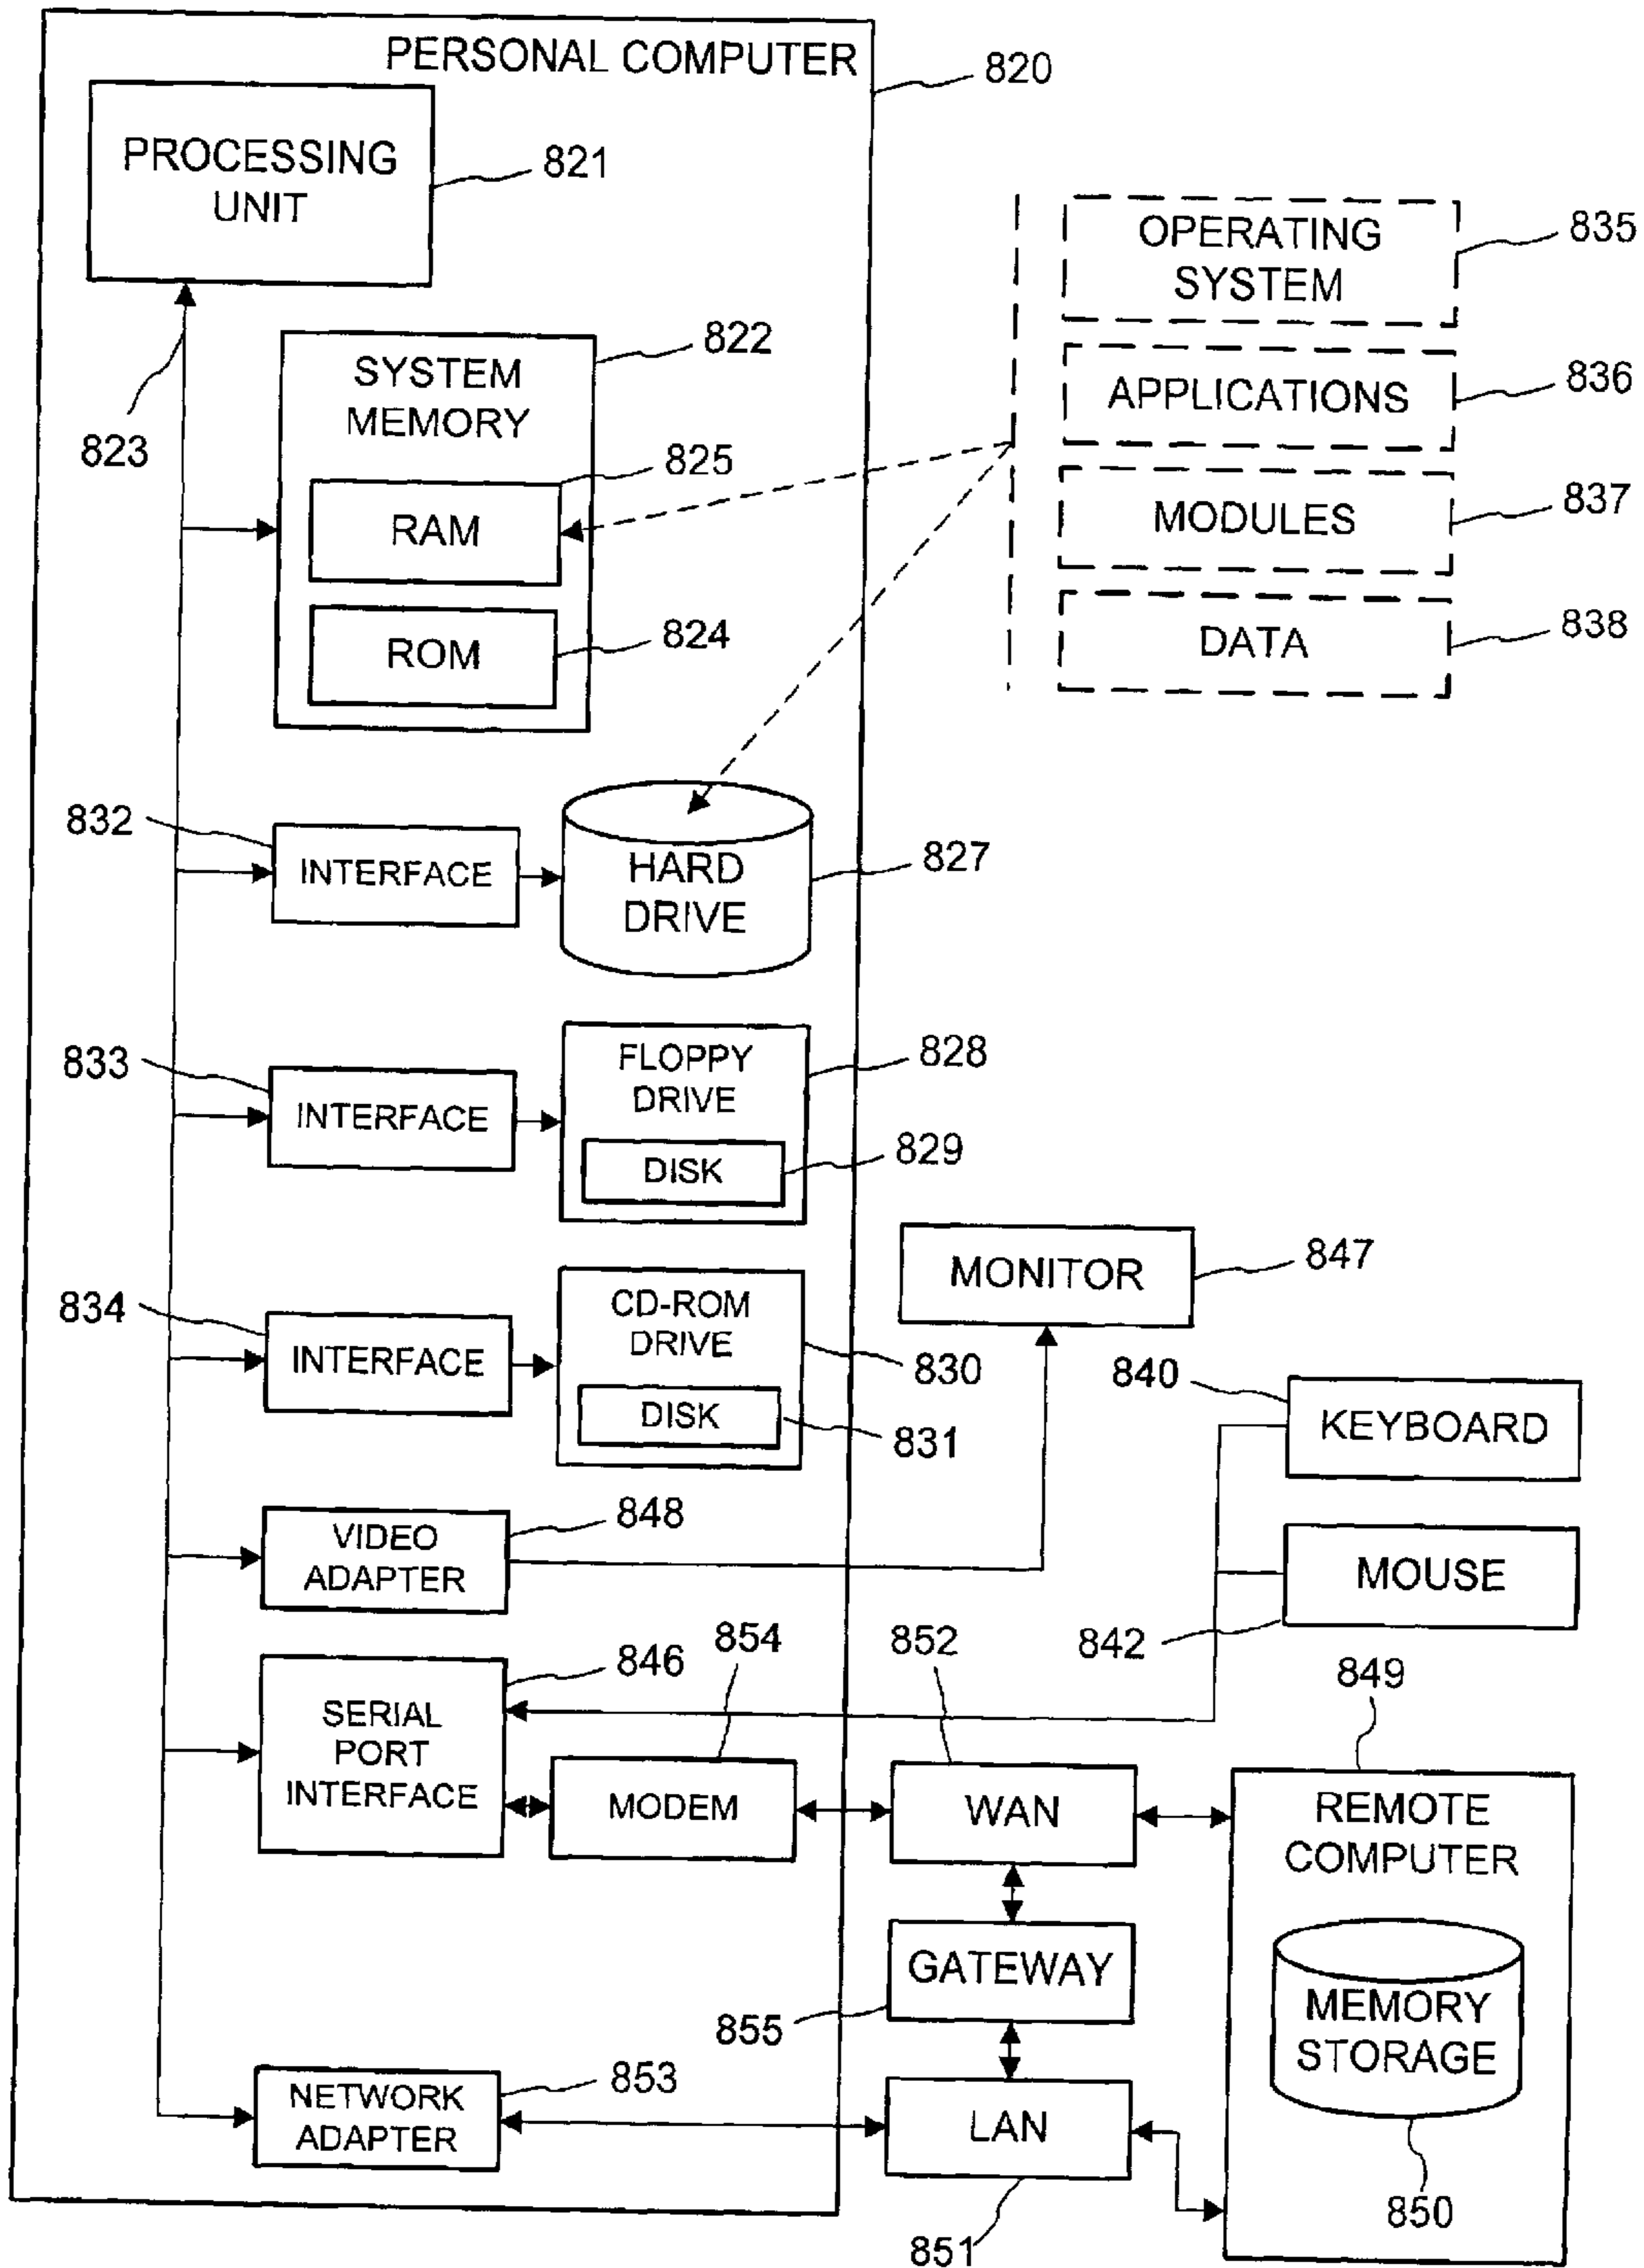 PERSONAL COMPUTER
820
PROCESSING
UNIT
821
823
SYSTEM
MEMORY
822
825
RAM
ROM
824
OPERATING
SYSTEM
835
APPLICATIONS
836
MODULES
837
DATA
838
832
INTERFACE
HARD
DRIVE
827
833
INTERFACE
FLOPPY
DRIVE
828
DISK
829
834
INTERFACE
CD-ROM
DRIVE
830
DISK
831
MONITOR
847
840
KEYBOARD
MOUSE
842
VIDEO
ADAPTER
848
846
SERIAL
PORT
INTERFACE
854
MODEM
852
WAN
849
REMOTE
COMPUTER
GATEWAY
855
MEMORY
STORAGE
850
NETWORK
ADAPTER
853
LAN
851